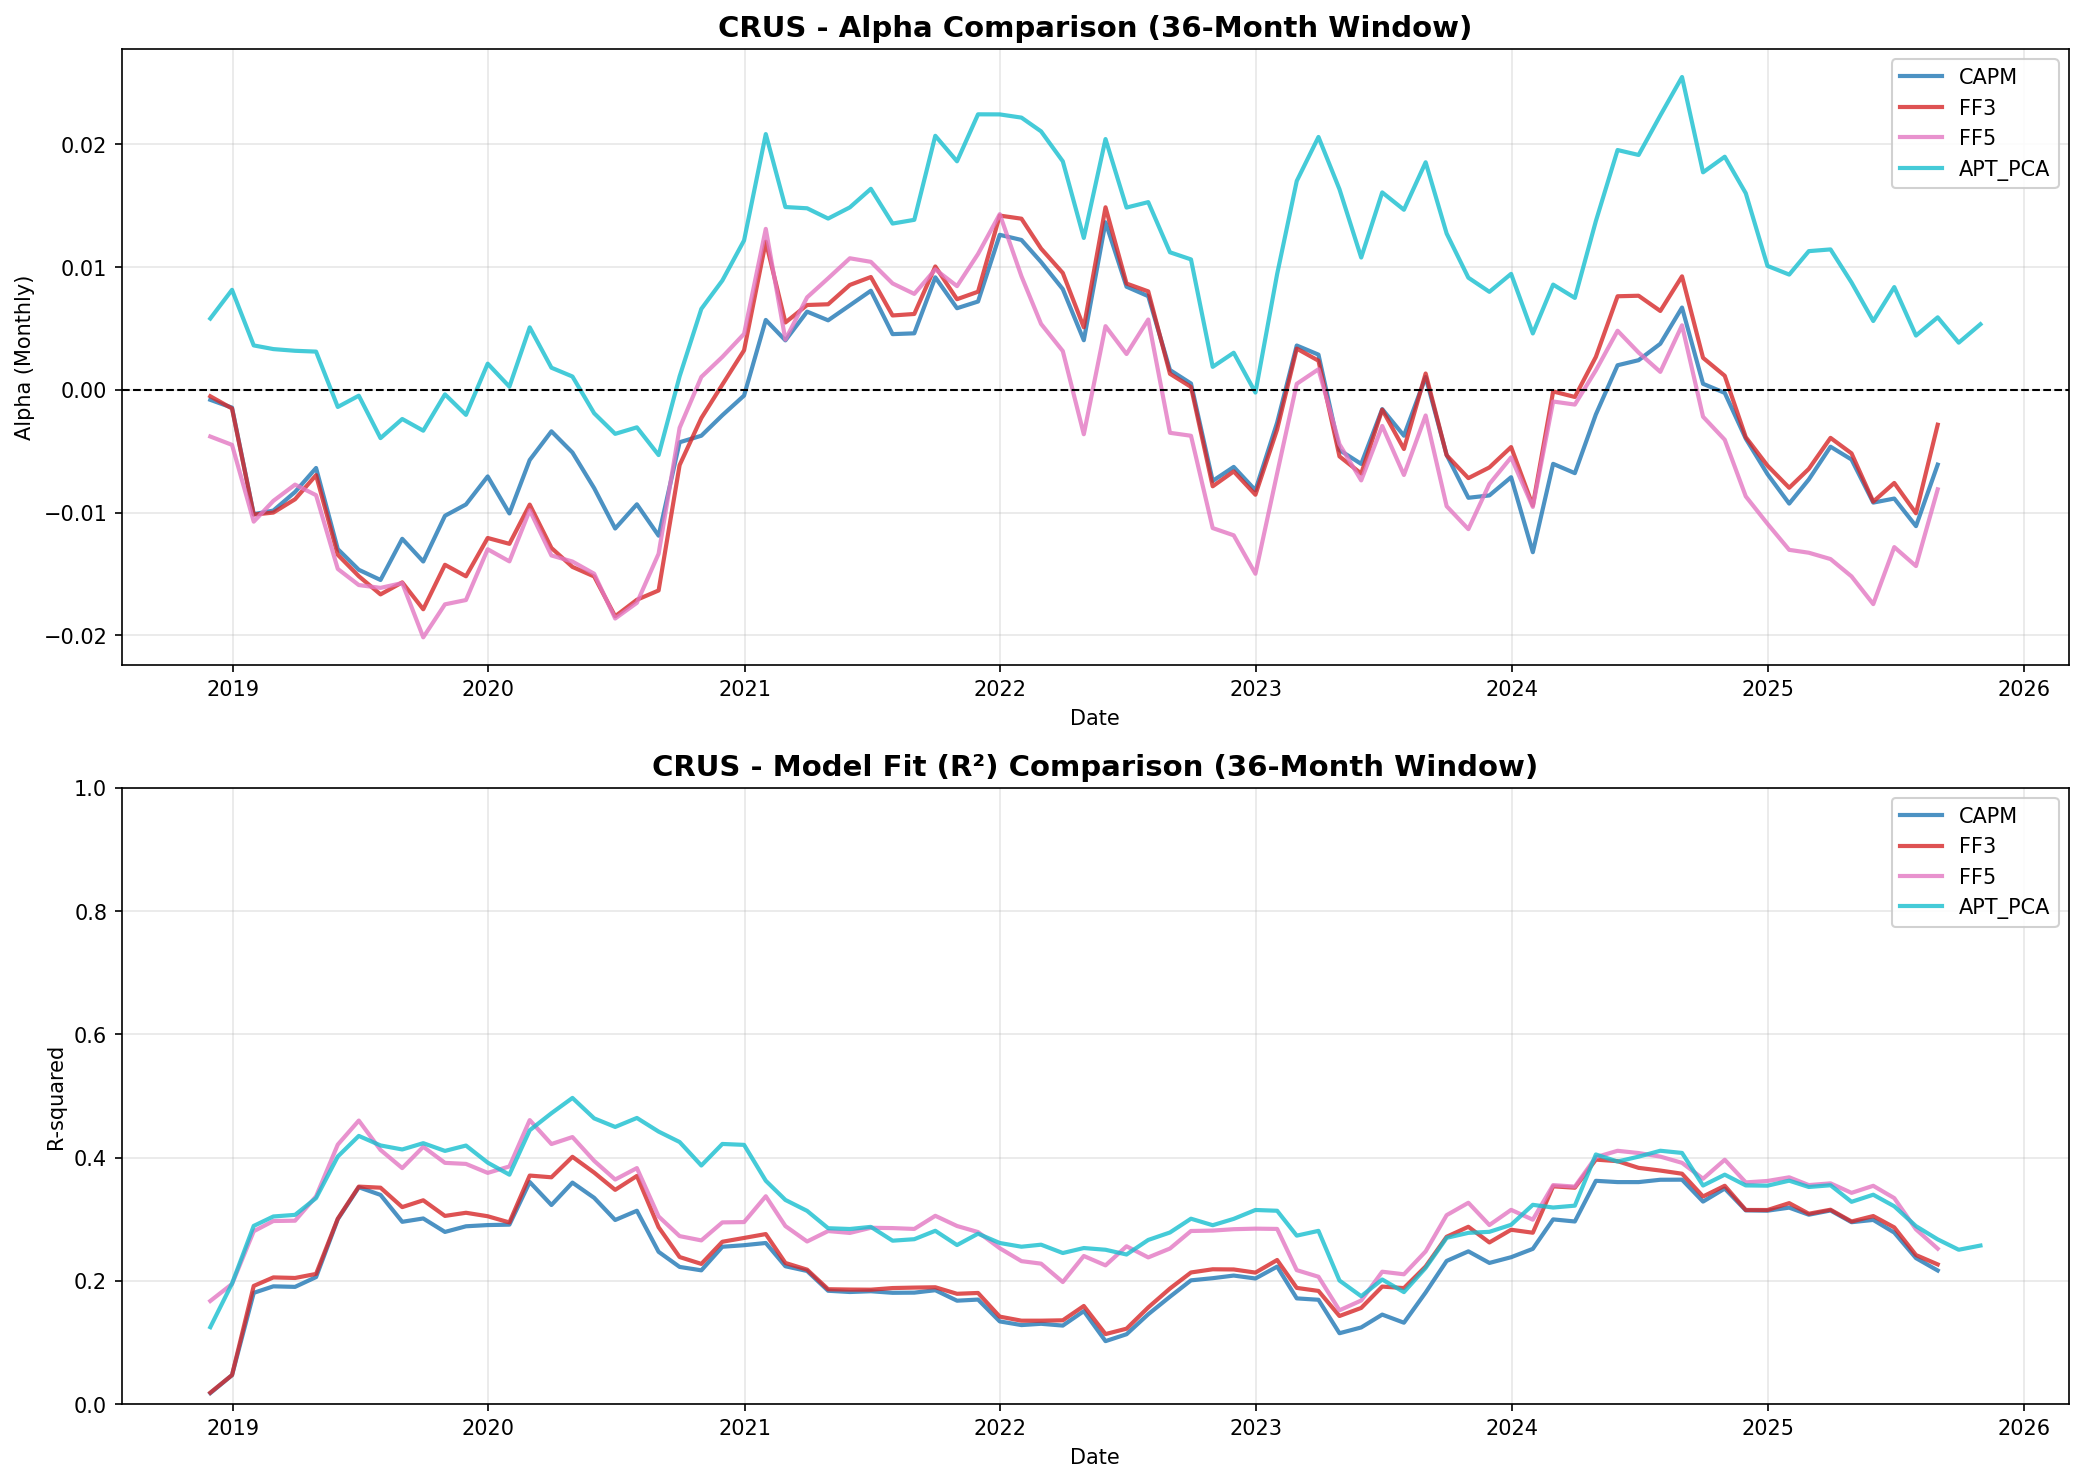 CRUS - Alpha Comparison (36-Month Window)
CAPM
FF3
FF5
APT_PCA
Alpha (Monthly)
0.02
0.01
0.00
−0.01
−0.02
2019 2020 2021 2022 2023 2024 2025 2026
Date
CRUS - Model Fit (R²) Comparison (36-Month Window)
CAPM
FF3
FF5
APT_PCA
R-squared
1.0
0.8
0.6
0.4
0.2
0.0
2019 2020 2021 2022 2023 2024 2025 2026
Date